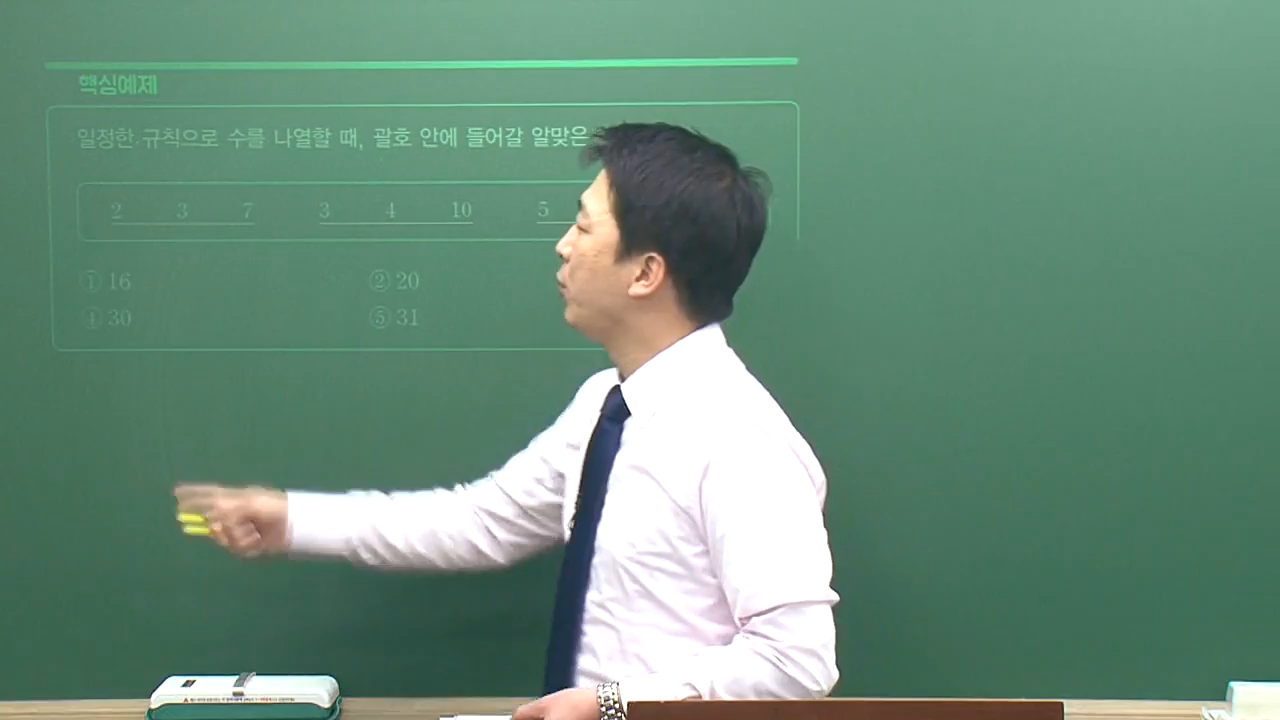 핵심예제
일정한 규칙으로 수를 나열할 때, 괄호 안에 들어갈 알맞은
2 3 7 3 4 10 5
① 16 ② 20
④ 30 ⑤ 31